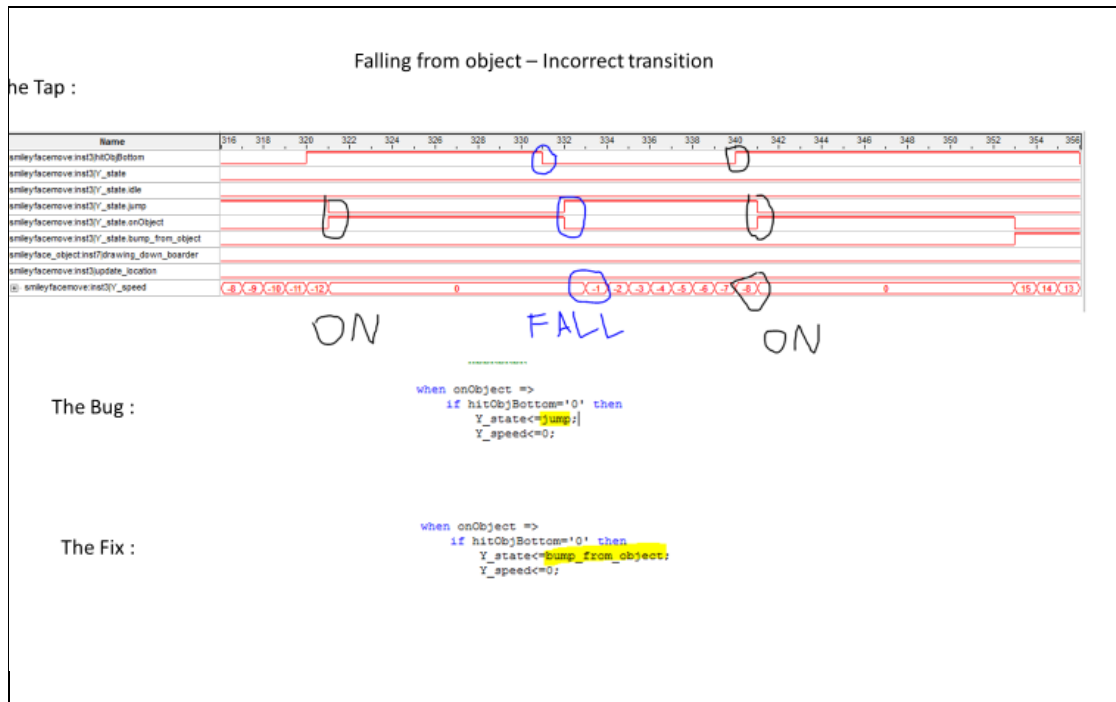 Falling from object – Incorrect transition
he Tap :
Name 316 318 320 322 324 326 328 330 332 334 336 338 340 342 344 346 348 350 352 354 356
smileyfacemove:inst3|hitObjBottom
smileyfacemove:inst3|Y_state
smileyfacemove:inst3|Y_state.idle
smileyfacemove:inst3|Y_state.jump
smileyfacemove:inst3|Y_state.onObject
smileyfacemove:inst3|Y_state.bump_from_object
smileyface_object:inst7|drawing_down_boarder
smileyfacemove:inst3|update_location
smileyfacemove:inst3|Y_speed -8 -9 -10 -11 -12 0 -1 -2 -3 -4 -5 -6 -7 -8 0 15 14 13
ON FALL ON
The Bug :
when onObject =>
if hitObjBottom='0' then
Y_state<=jump;
Y_speed<=0;
The Fix :
when onObject =>
if hitObjBottom='0' then
Y_state<=bump_from_object;
Y_speed<=0;